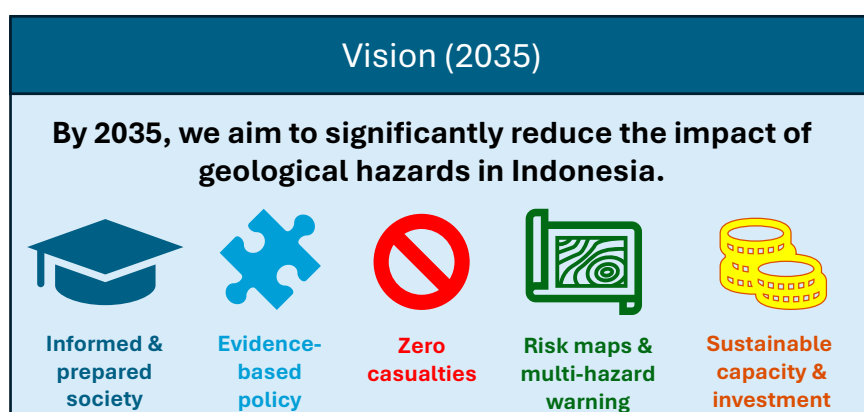 Vision (2035)
By 2035, we aim to significantly reduce the impact of
geological hazards in Indonesia.
Informed &
prepared
society
Evidence-
based
policy
Zero
casualties
Risk maps &
multi-hazard
warning
Sustainable
capacity &
investment